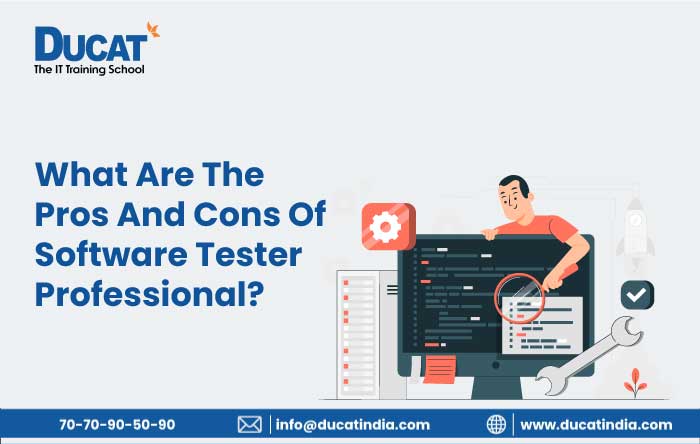 DUCAT
The IT Training School
What Are The
Pros And Cons Of
Software Tester
Professional?
70-70-90-50-90
info@ducatindia.com
www.ducatindia.com